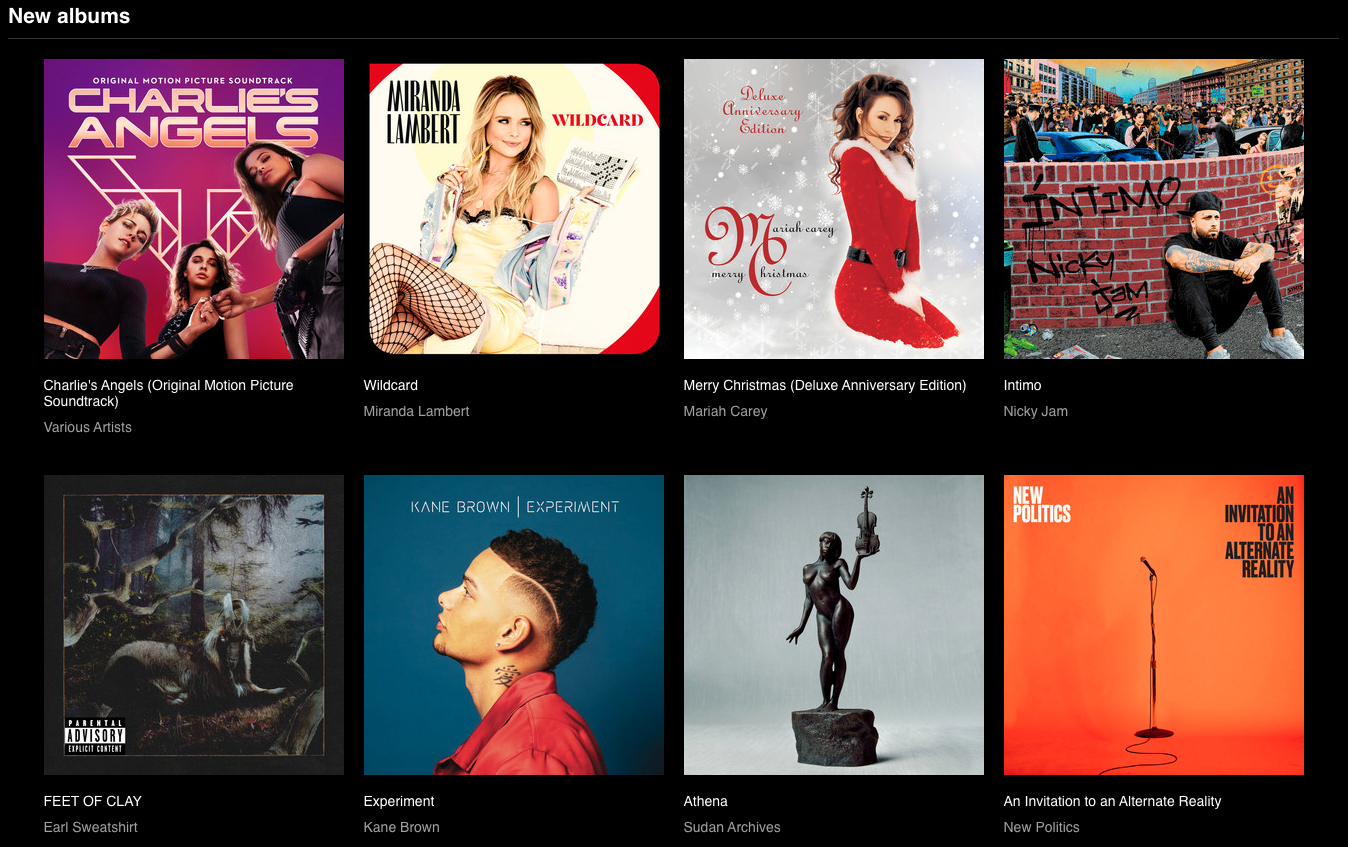 New albums
ORIGINAL MOTION PICTURE SOUNDTRACK
CHARLIE'S
ANGELS
MIRANDA
LAMBERT
WILDCARD
Deluxe
Anniversary
Edition
Mariah carey
merry Christmas
ÍNTIMO
Nicky
Jam
Charlie's Angels (Original Motion Picture
Soundtrack)
Various Artists
Wildcard
Miranda Lambert
Merry Christmas (Deluxe Anniversary Edition)
Mariah Carey
Intimo
Nicky Jam
PARENTAL
ADVISORY
EXPLICIT CONTENT
KANE BROWN | EXPERIMENT
NEW
POLITICS
AN
INVITATION
TO AN
ALTERNATE
REALITY
FEET OF CLAY
Earl Sweatshirt
Experiment
Kane Brown
Athena
Sudan Archives
An Invitation to an Alternate Reality
New Politics